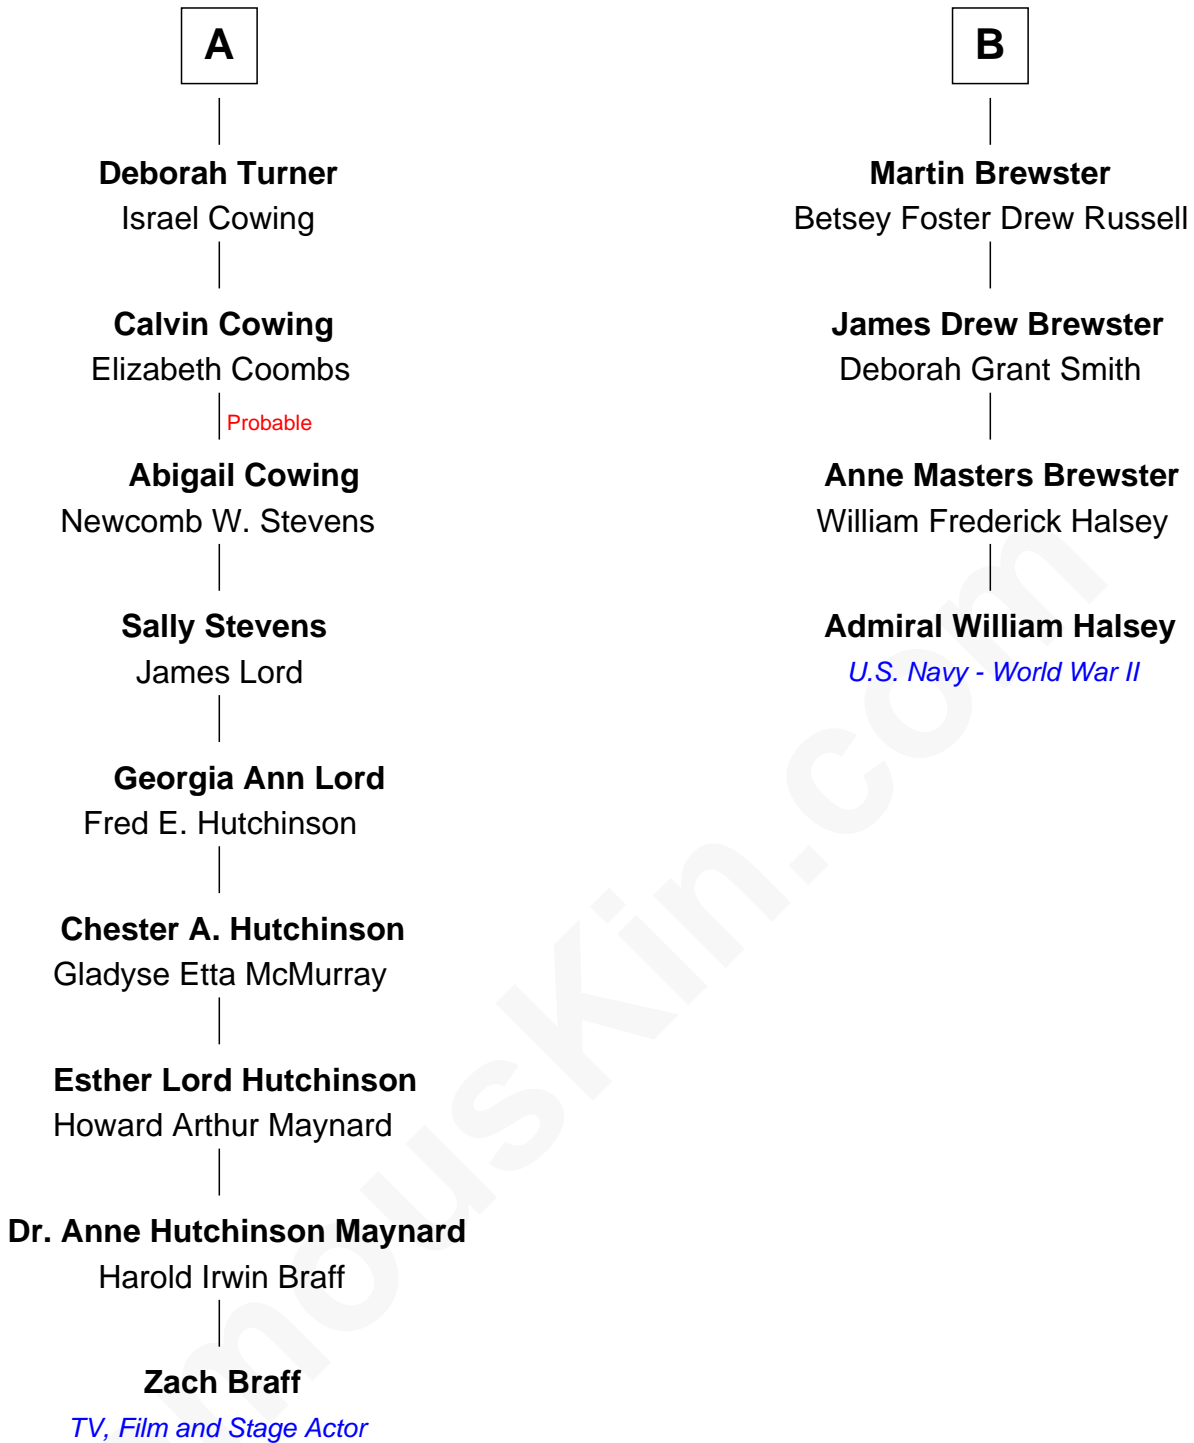 A
Deborah Turner
Israel Cowing
Calvin Cowing
Elizabeth Coombs
Probable
Abigail Cowing
Newcomb W. Stevens
Sally Stevens
James Lord
Georgia Ann Lord
Fred E. Hutchinson
Chester A. Hutchinson
Gladyse Etta McMurray
Esther Lord Hutchinson
Howard Arthur Maynard
Dr. Anne Hutchinson Maynard
Harold Irwin Braff
Zach Braff
TV, Film and Stage Actor
B
Martin Brewster
Betsey Foster Drew Russell
James Drew Brewster
Deborah Grant Smith
Anne Masters Brewster
William Frederick Halsey
Admiral William Halsey
U.S. Navy - World War II
mousKin.com